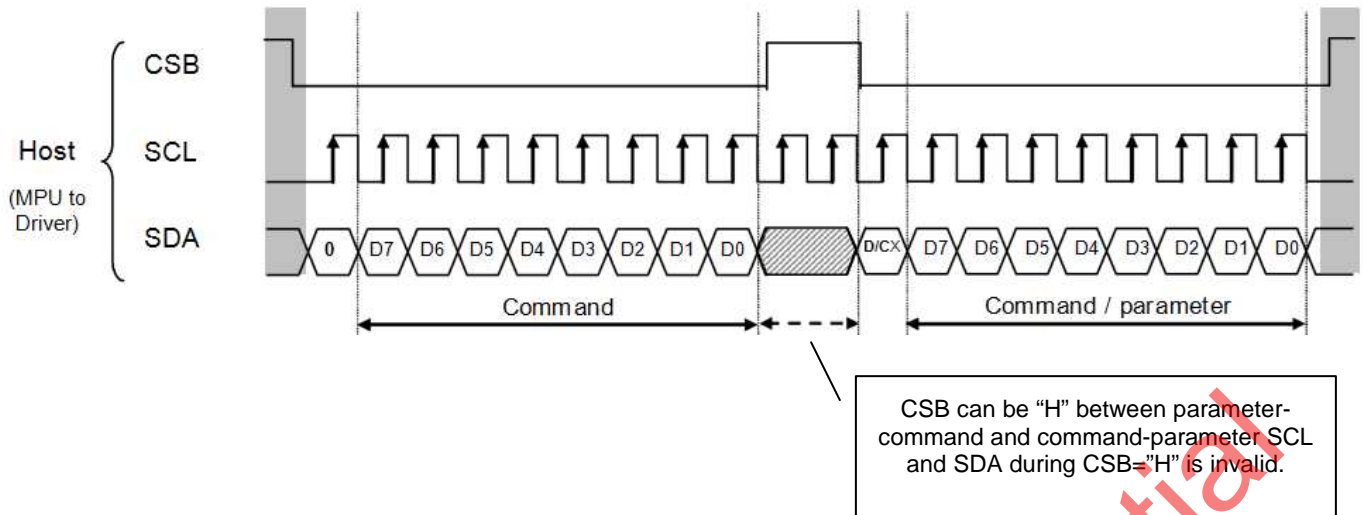 CSB
Host
SCL
(MPU to
Driver)
SDA
0 D7 D6 D5 D4 D3 D2 D1 D0 D/CX D7 D6 D5 D4 D3 D2 D1 D0
Command
Command / parameter
CSB can be “H” between parameter-
command and command-parameter SCL
and SDA during CSB=”H” is invalid.